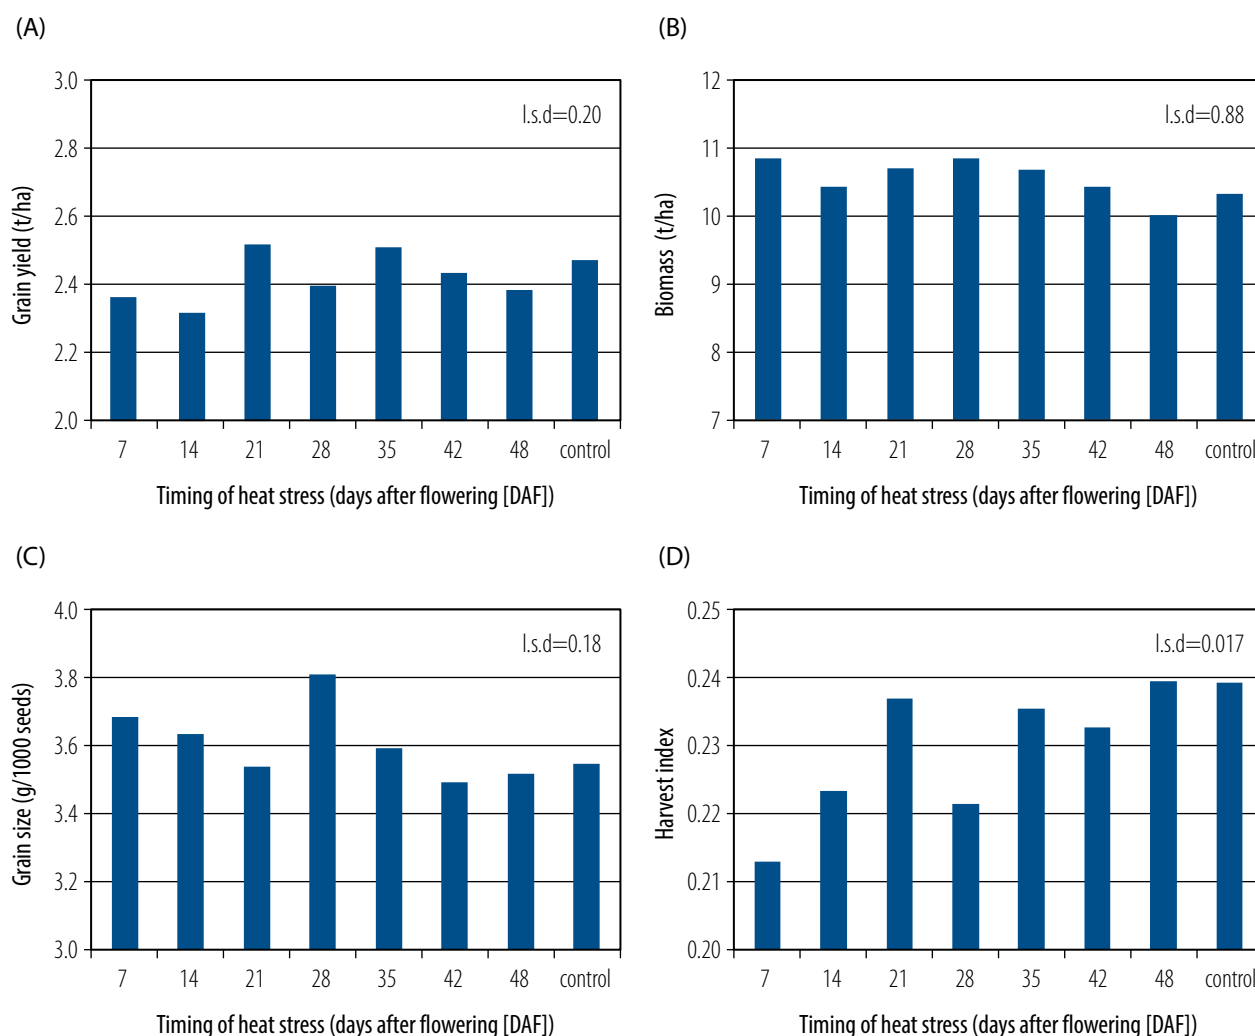 (A)
3.0
2.8
2.6
2.4
2.2
2.0
Grain yield (t/ha)
l.s.d=0.20
7 14 21 28 35 42 48 control
Timing of heat stress (days after flowering [DAF])
(B)
12
11
10
9
8
7
Biomass (t/ha)
l.s.d=0.88
7 14 21 28 35 42 48 control
Timing of heat stress (days after flowering [DAF])
(C)
4.0
3.8
3.6
3.4
3.2
3.0
Grain size (g/1000 seeds)
l.s.d=0.18
7 14 21 28 35 42 48 control
Timing of heat stress (days after flowering [DAF])
(D)
0.25
0.24
0.23
0.22
0.21
0.20
Harvest index
l.s.d=0.017
7 14 21 28 35 42 48 control
Timing of heat stress (days after flowering [DAF])